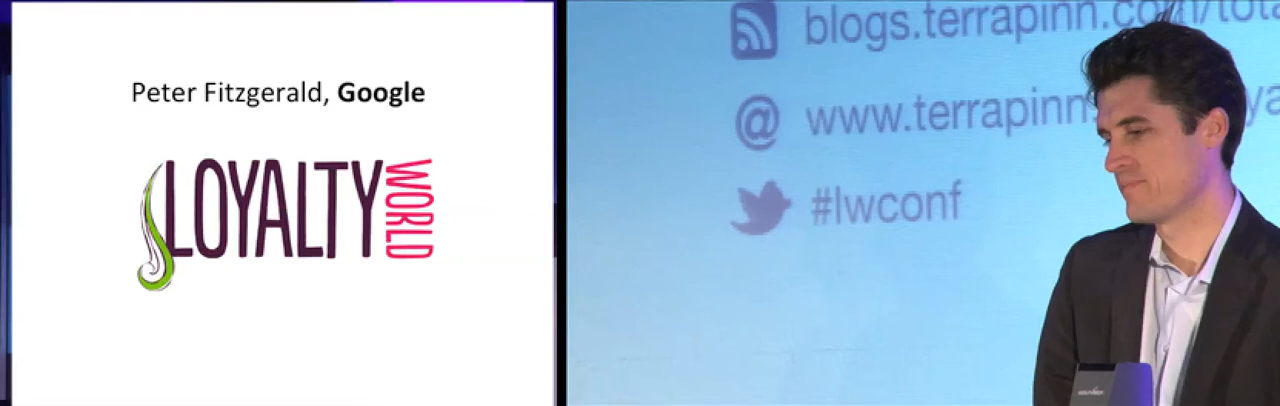 Peter Fitzgerald, Google
LOYALTY WORLD
blogs.terrapinn.com/tota
@ www.terrapinn.
#lwconf